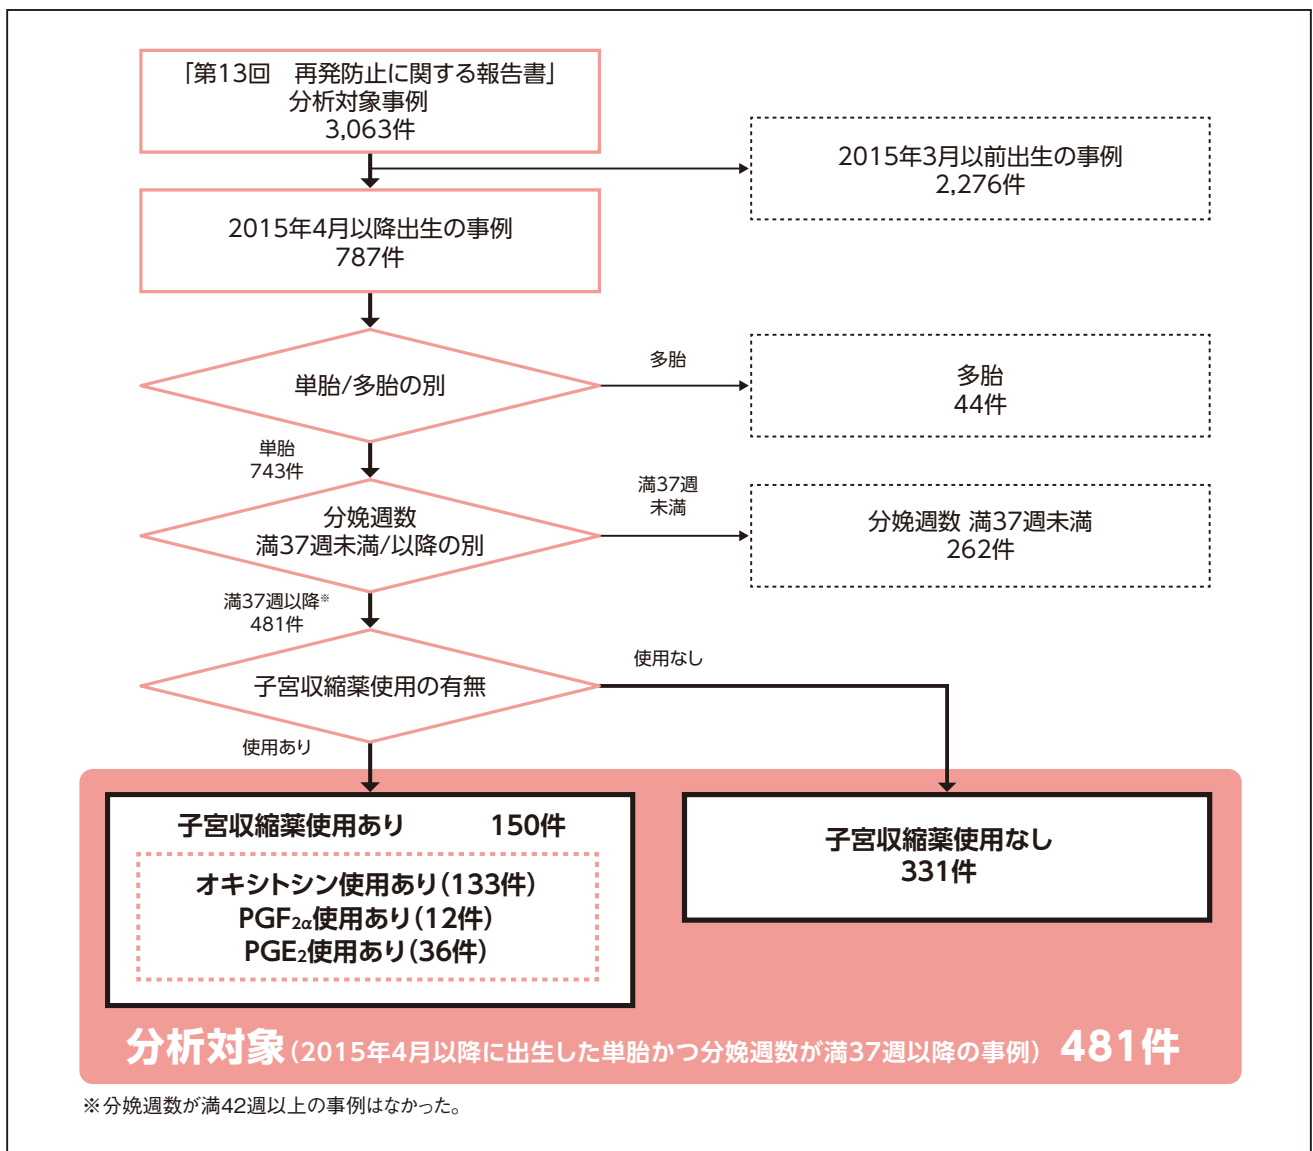 「第13回　再発防止に関する報告書」
分析対象事例
3,063件
2015年3月以前出生の事例
2,276件
2015年4月以降出生の事例
787件
単胎/多胎の別
多胎
多胎
44件
単胎
743件
分娩週数
満37週未満/以降の別
満37週
未満
分娩週数 満37週未満
262件
満37週以降※
481件
子宮収縮薬使用の有無
使用なし
使用あり
子宮収縮薬使用あり　150件
オキシトシン使用あり(133件)
PGF2α使用あり(12件)
PGE2使用あり(36件)
子宮収縮薬使用なし
331件
分析対象(2015年4月以降に出生した単胎かつ分娩週数が満37週以降の事例) 481件
※分娩週数が満42週以上の事例はなかった。